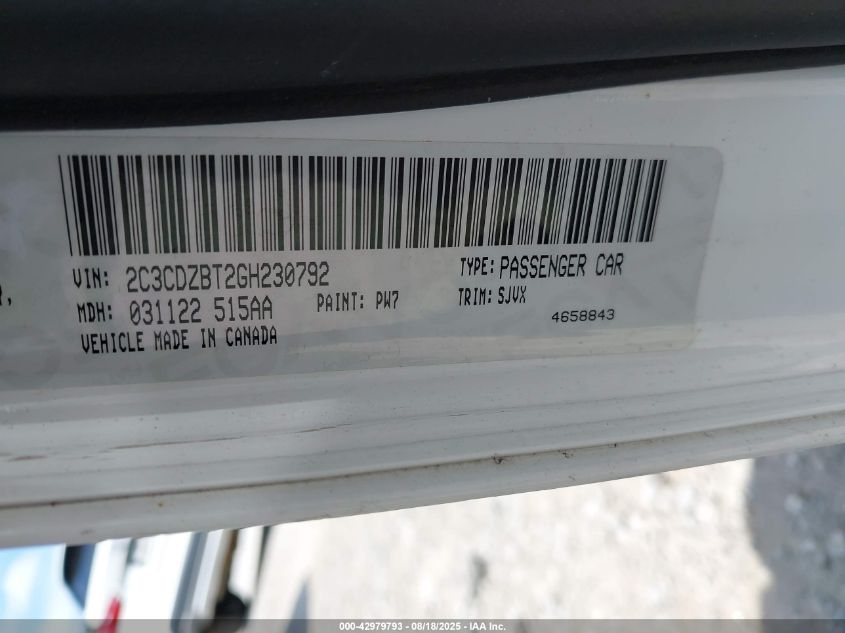 VIN: 2C3CDZBT2GH230792 TYPE: PASSENGER CAR
MDH: 031122 515AA PAINT: PW7 TRIM: SJVX
VEHICLE MADE IN CANADA 4658843
000-42979793 - 08/18/2025 - IAA Inc.